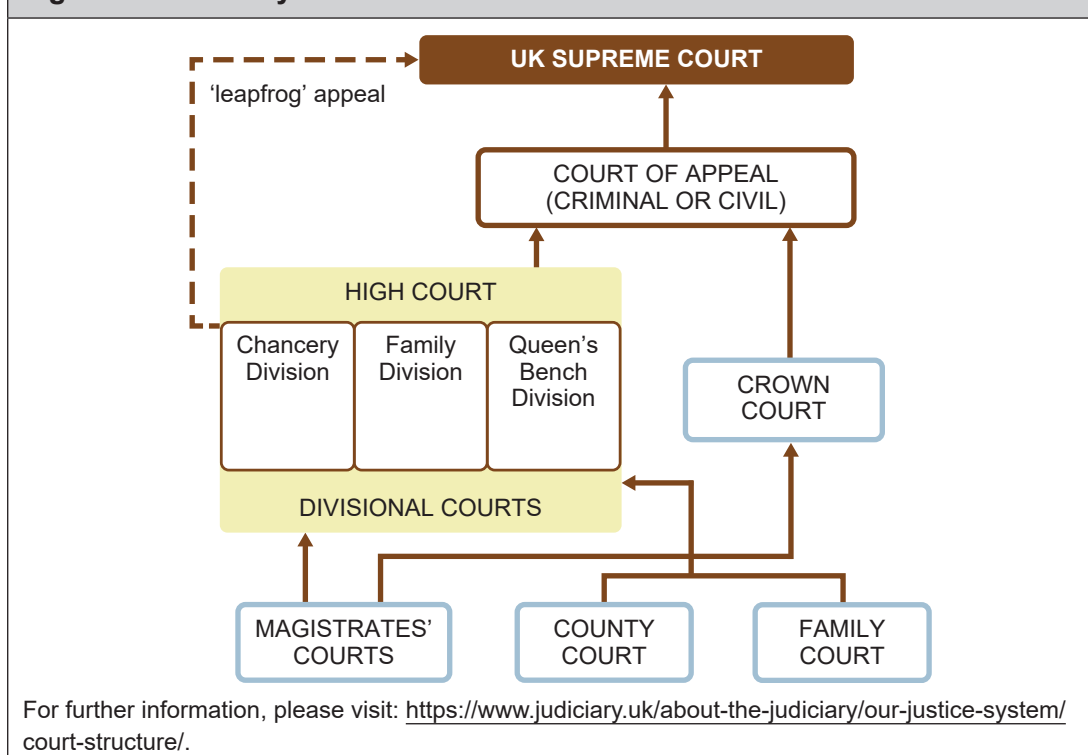 UK SUPREME COURT
‘leapfrog’ appeal
COURT OF APPEAL
(CRIMINAL OR CIVIL)
HIGH COURT
Chancery
Division
Family
Division
Queen’s
Bench
Division
CROWN
COURT
DIVISIONAL COURTS
MAGISTRATES’
COURTS
COUNTY
COURT
FAMILY
COURT
For further information, please visit: https://www.judiciary.uk/about-the-judiciary/our-justice-system/
court-structure/.